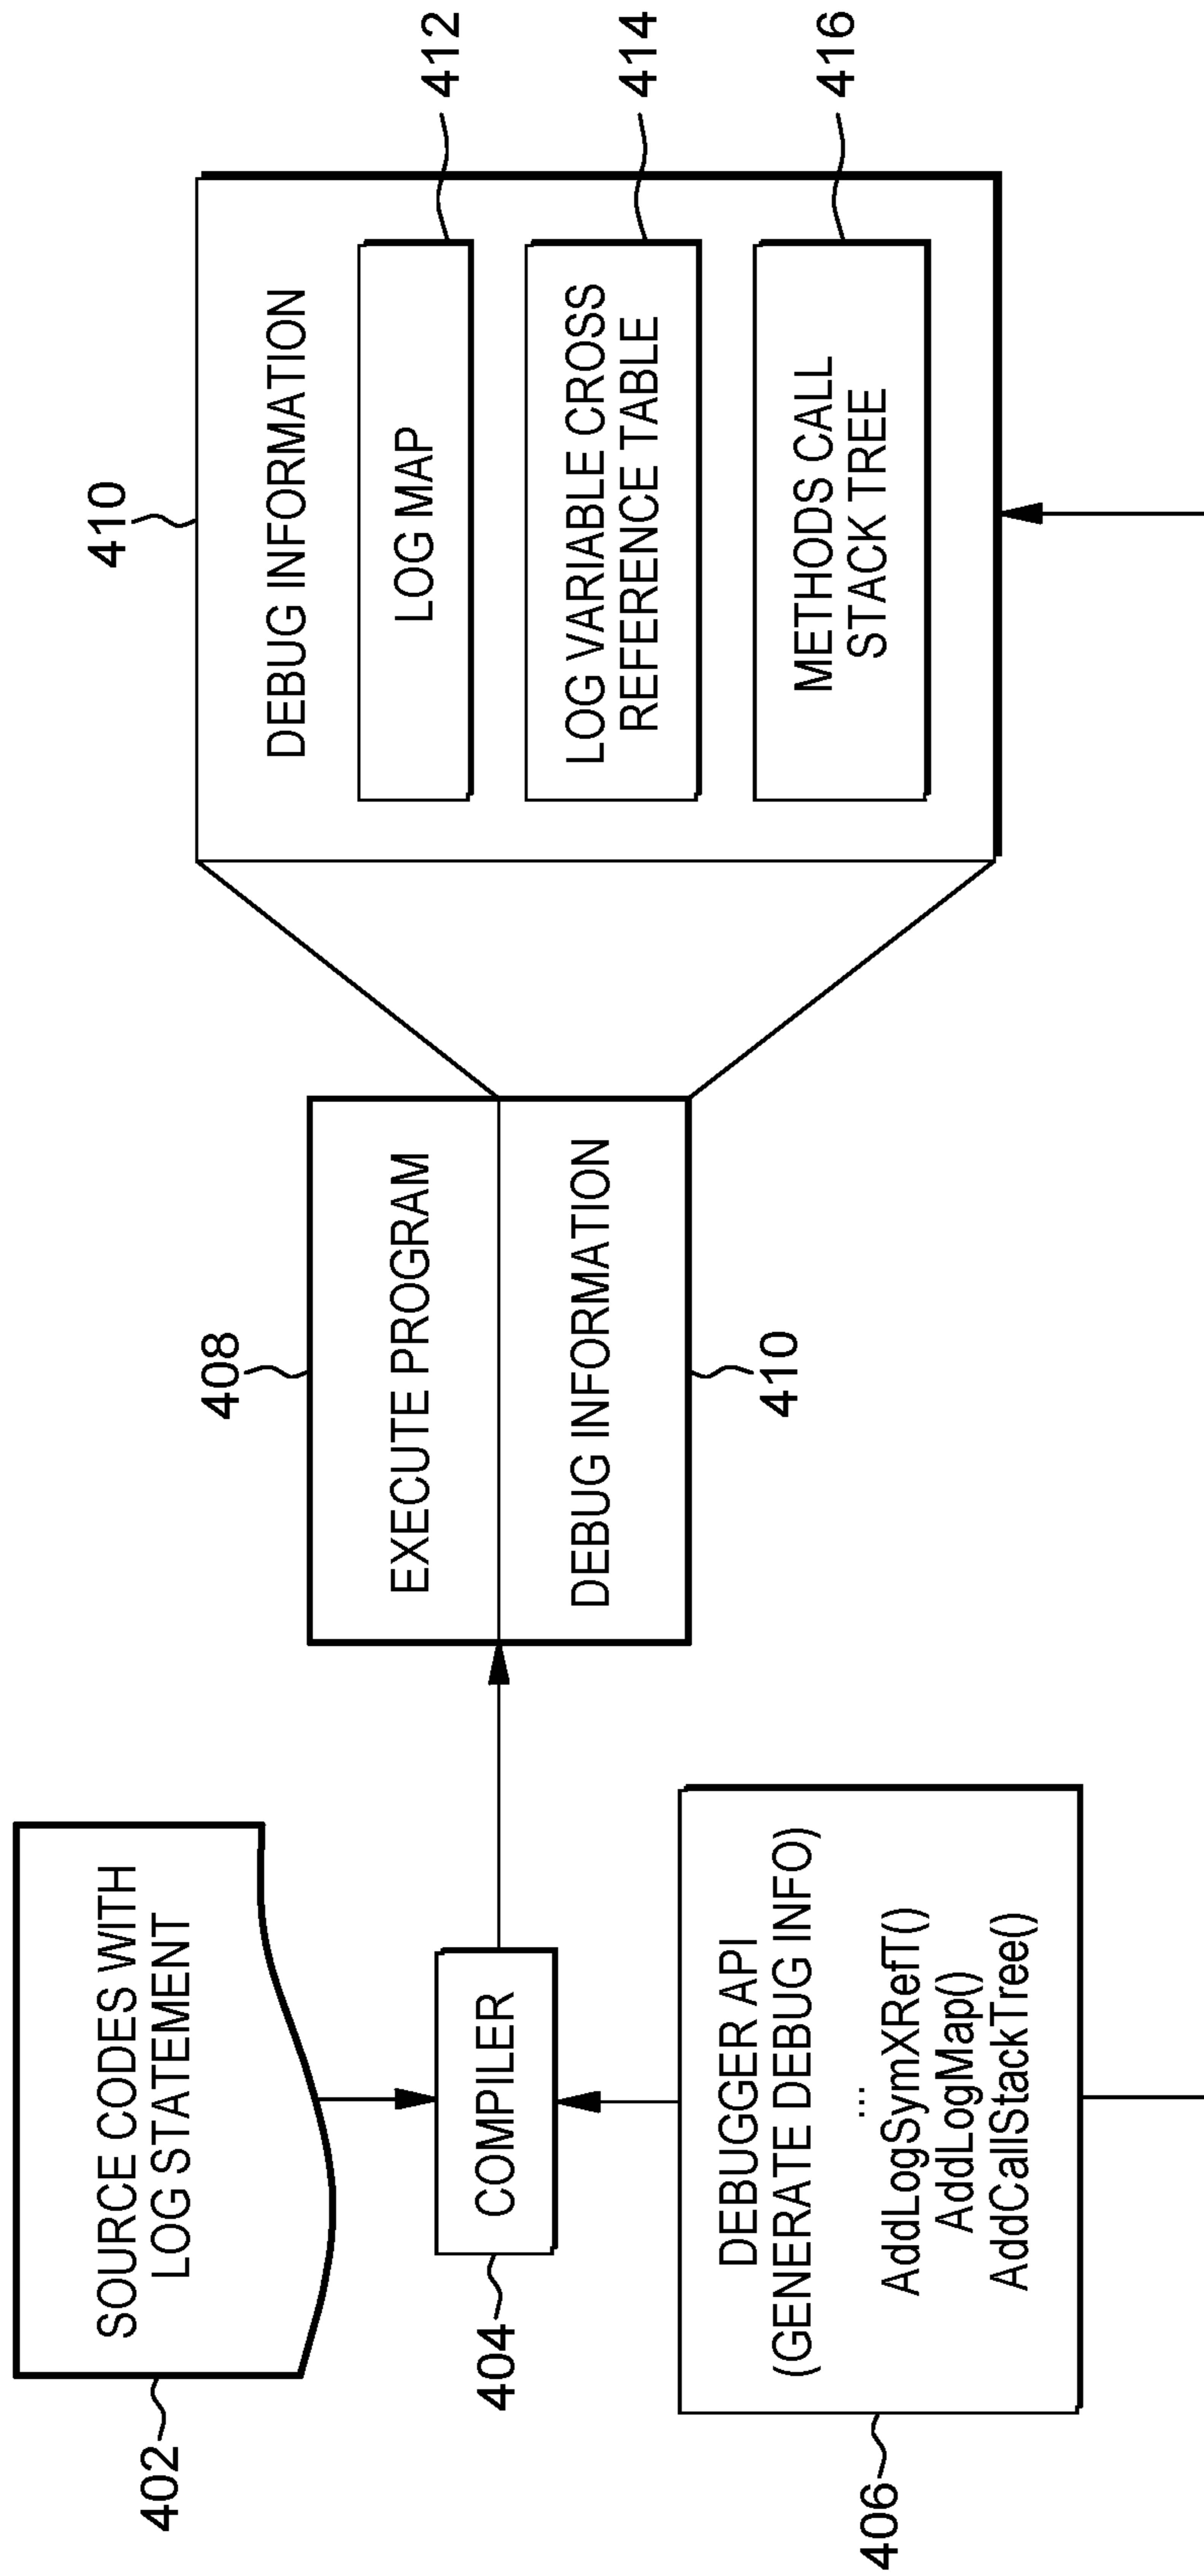 402
SOURCE CODES WITH
LOG STATEMENT
404
COMPILER
406
DEBUGGER API
(GENERATE DEBUG INFO)
...
AddLogSymXRefT()
AddLogMap()
AddCallStackTree()
408
EXECUTE PROGRAM
DEBUG INFORMATION
410
410
DEBUG INFORMATION
LOG MAP
412
LOG VARIABLE CROSS
REFERENCE TABLE
414
METHODS CALL
STACK TREE
416